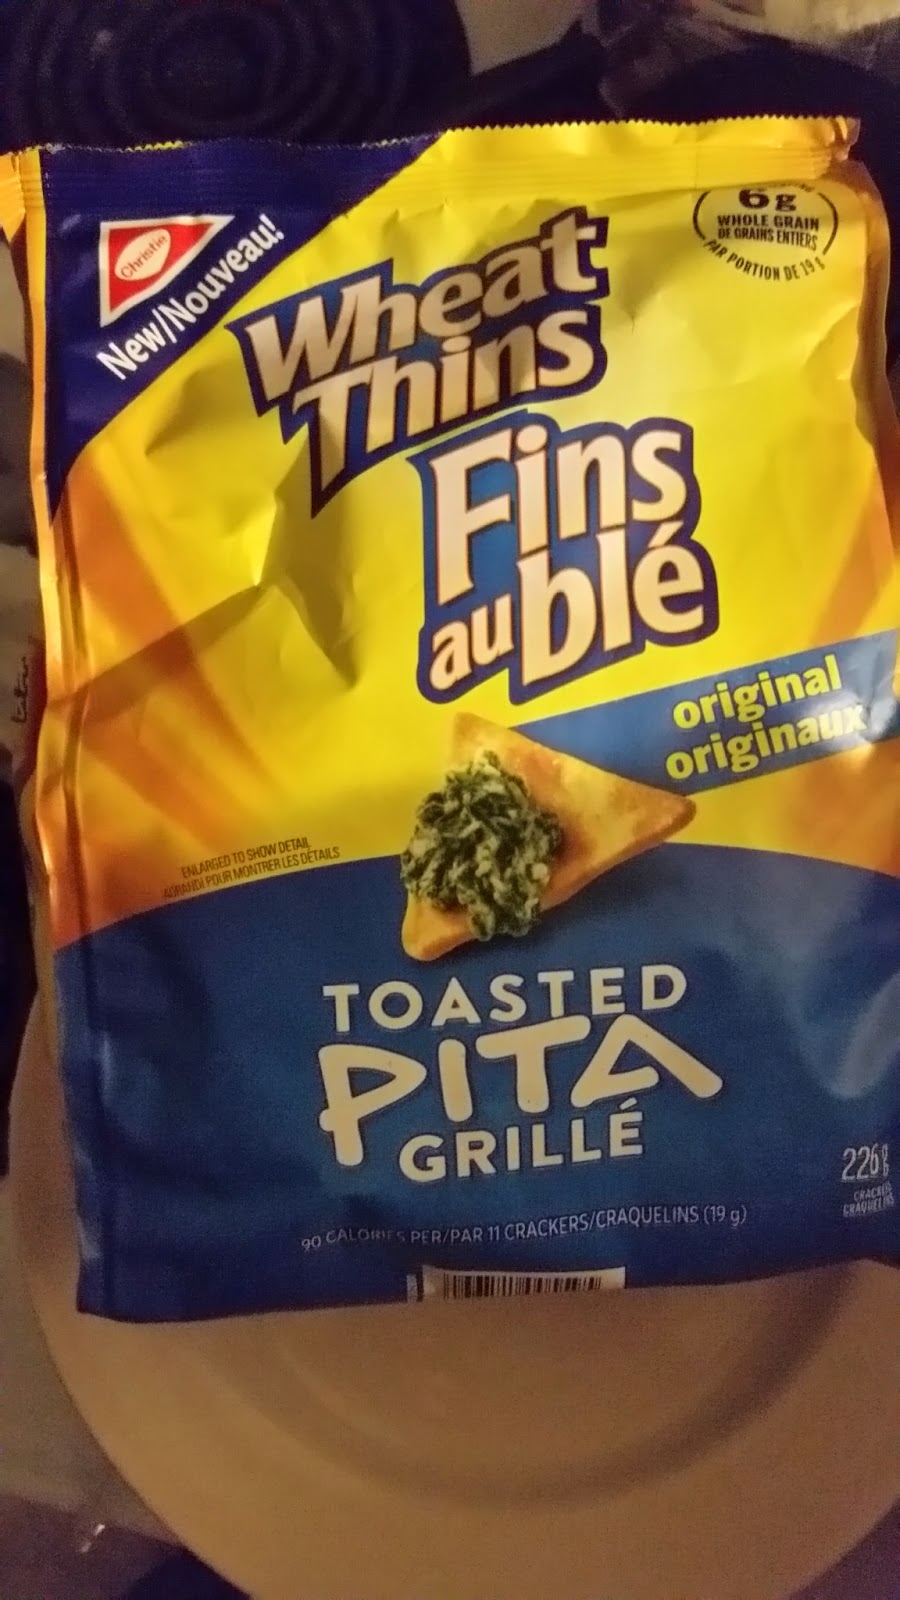 Christie
New/Nouveau!
6g
WHOLE GRAIN
DE GRAINS ENTIERS
PAR PORTION DE 19 g
Wheat
Thins
Fins
au blé
original
originaux
ENLARGED TO SHOW DETAIL
AGRANDI POUR MONTRER LES DÉTAILS
TOASTED
PITA
GRILLÉ
226 g
CRAQUELINS
90 CALORIES PER/PAR 11 CRACKERS/CRAQUELINS (19 g)